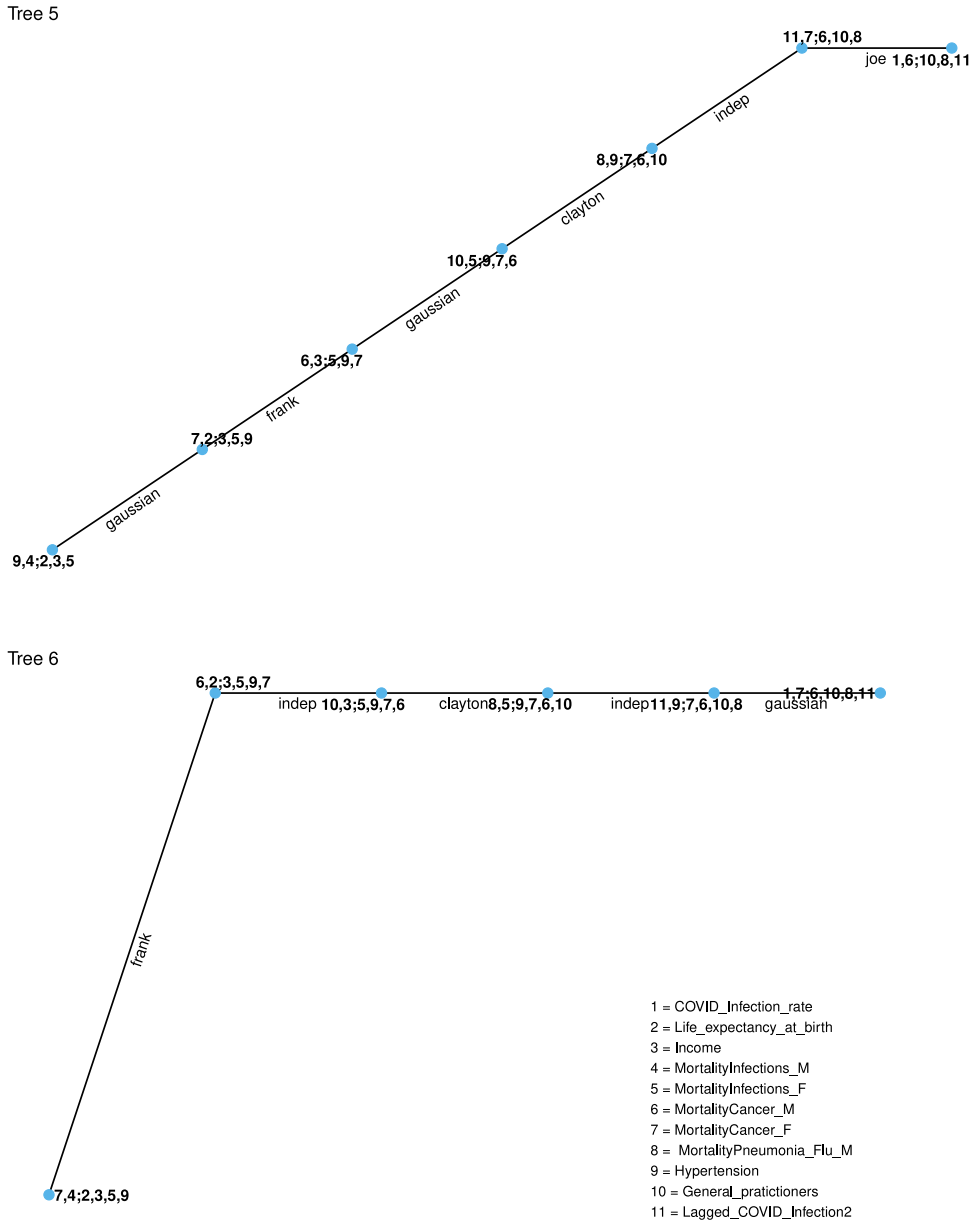 Tree 5
11,7;6,10,8
joe 1,6;10,8,11
indep
8,9;7,6,10
clayton
10,5;9,7,6
gaussian
6,3;5,9,7
frank
7,2;3,5,9
gaussian
9,4;2,3,5
Tree 6
6,2;3,5,9,7
1,7;6,10,8,11
indep 10,3;5,9,7,6 clayton 8,5;9,7,6,10 indep 11,9;7,6,10,8 gaussian
frank
7,4;2,3,5,9
1 = COVID_Infection_rate
2 = Life_expectancy_at_birth
3 = Income
4 = MortalityInfections_M
5 = MortalityInfections_F
6 = MortalityCancer_M
7 = MortalityCancer_F
8 = MortalityPneumonia_Flu_M
9 = Hypertension
10 = General_pratictioners
11 = Lagged_COVID_Infection2